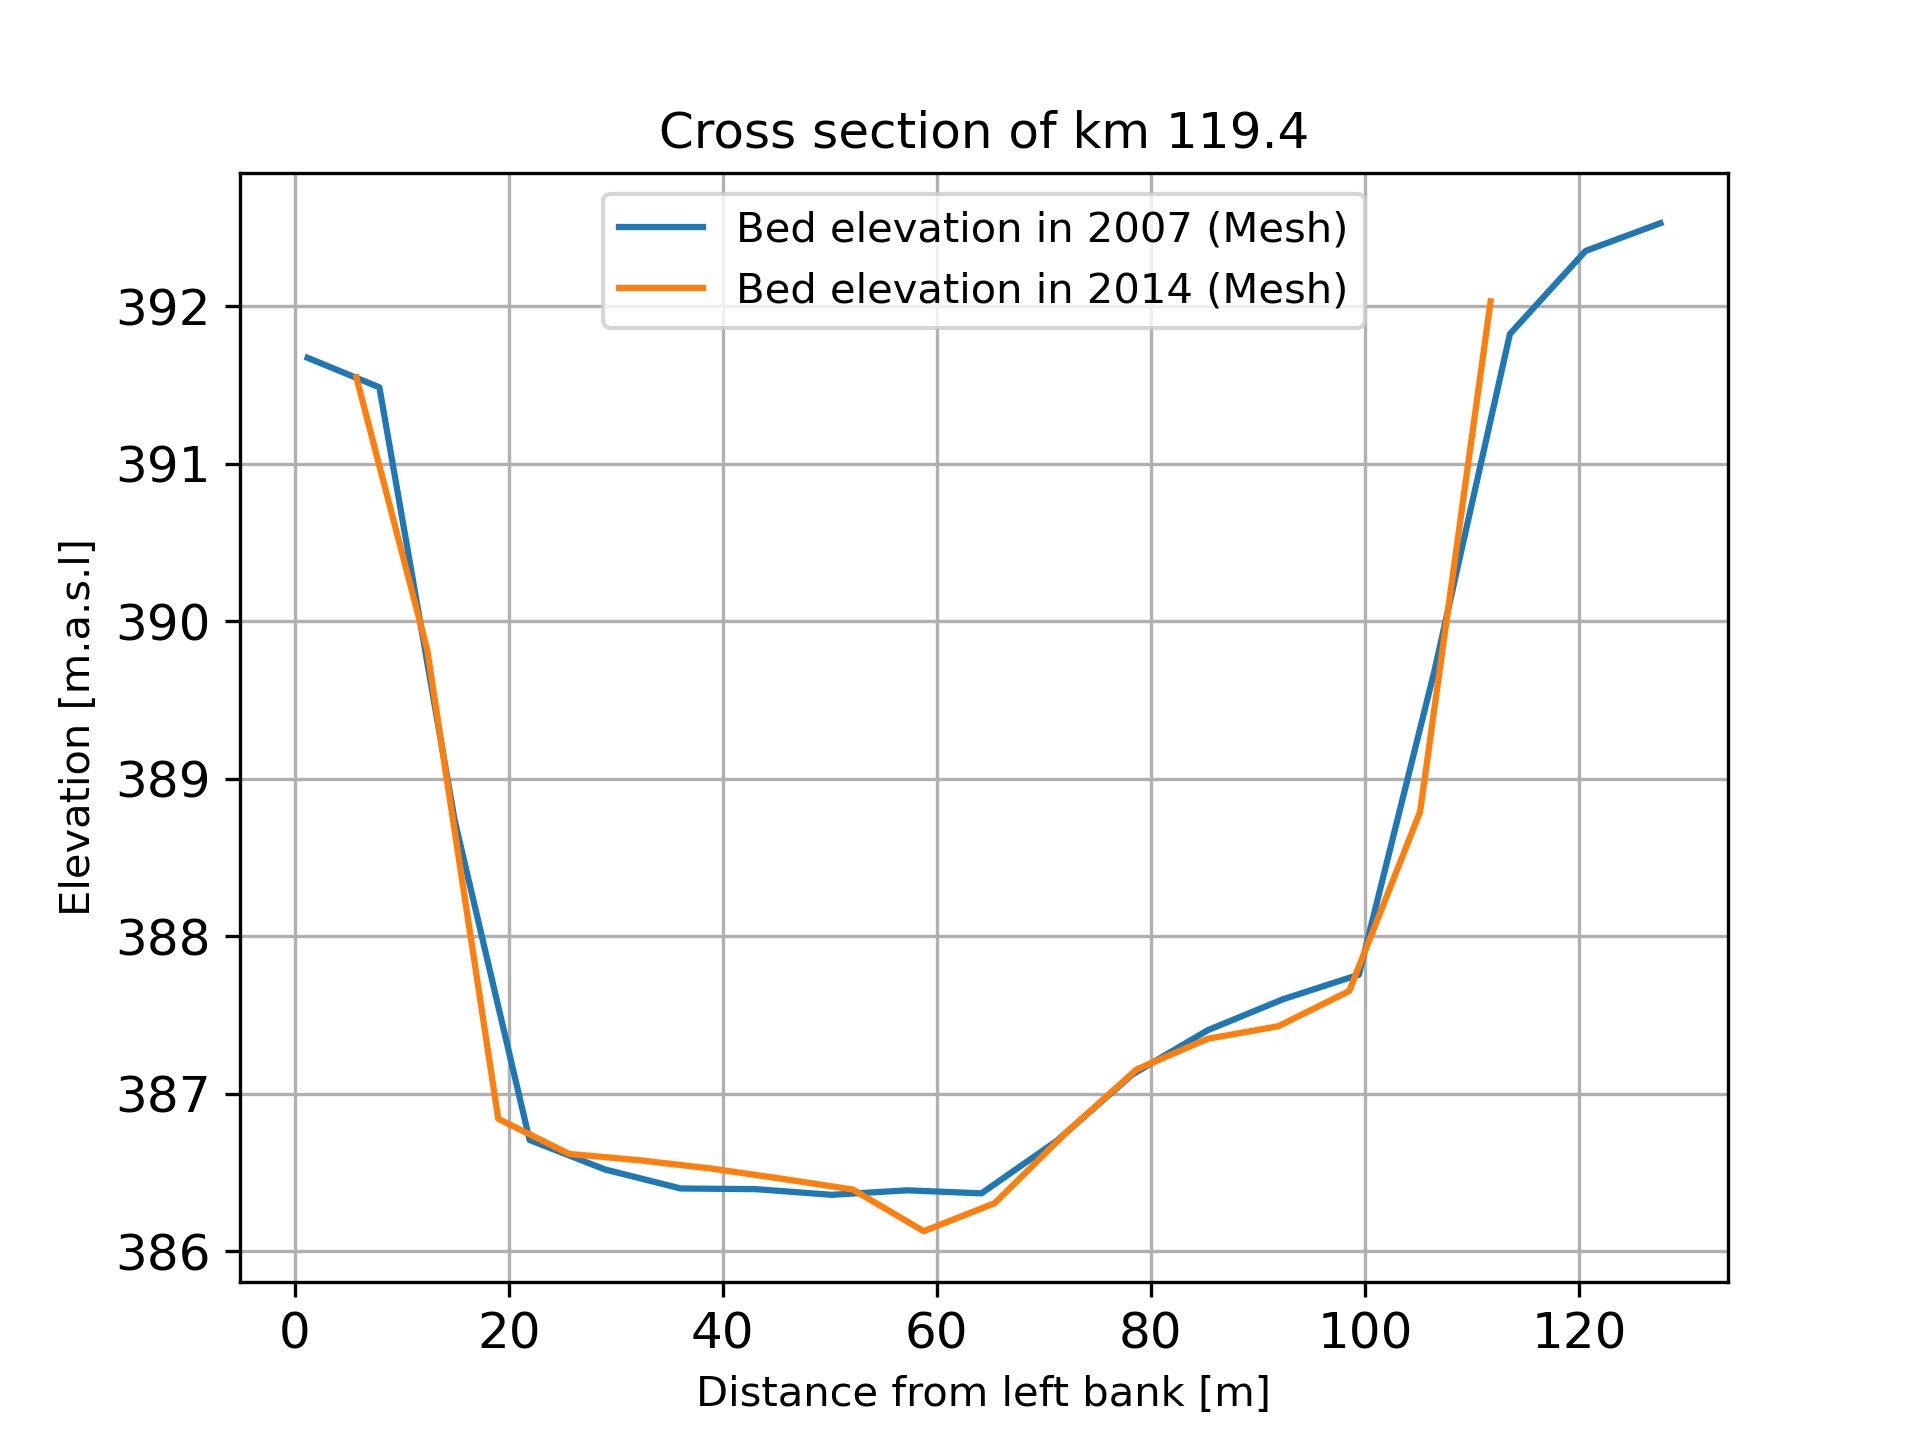 Cross section of km 119.4
Bed elevation in 2007 (Mesh)
Bed elevation in 2014 (Mesh)
Elevation [m.a.s.l]
392
391
390
389
388
387
386
0 20 40 60 80 100 120
Distance from left bank [m]